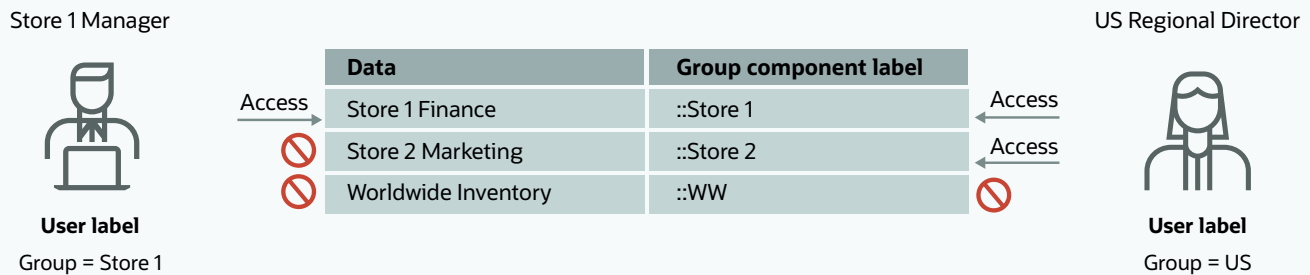 Store 1 Manager
US Regional Director
Data Group component label
Access Store 1 Finance ::Store 1 Access
Store 2 Marketing ::Store 2 Access
Worldwide Inventory ::WW
User label
Group = Store 1
User label
Group = US